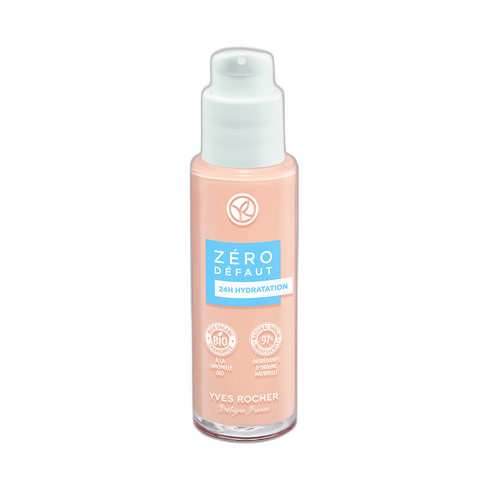 ZÉRO
DÉFAUT
24H HYDRATATION
BIO
97%
À LA
CAMOMILLE
BIO
INGRÉDIENTS
D'ORIGINE
NATURELLE
YVES ROCHER
Bretagne, France